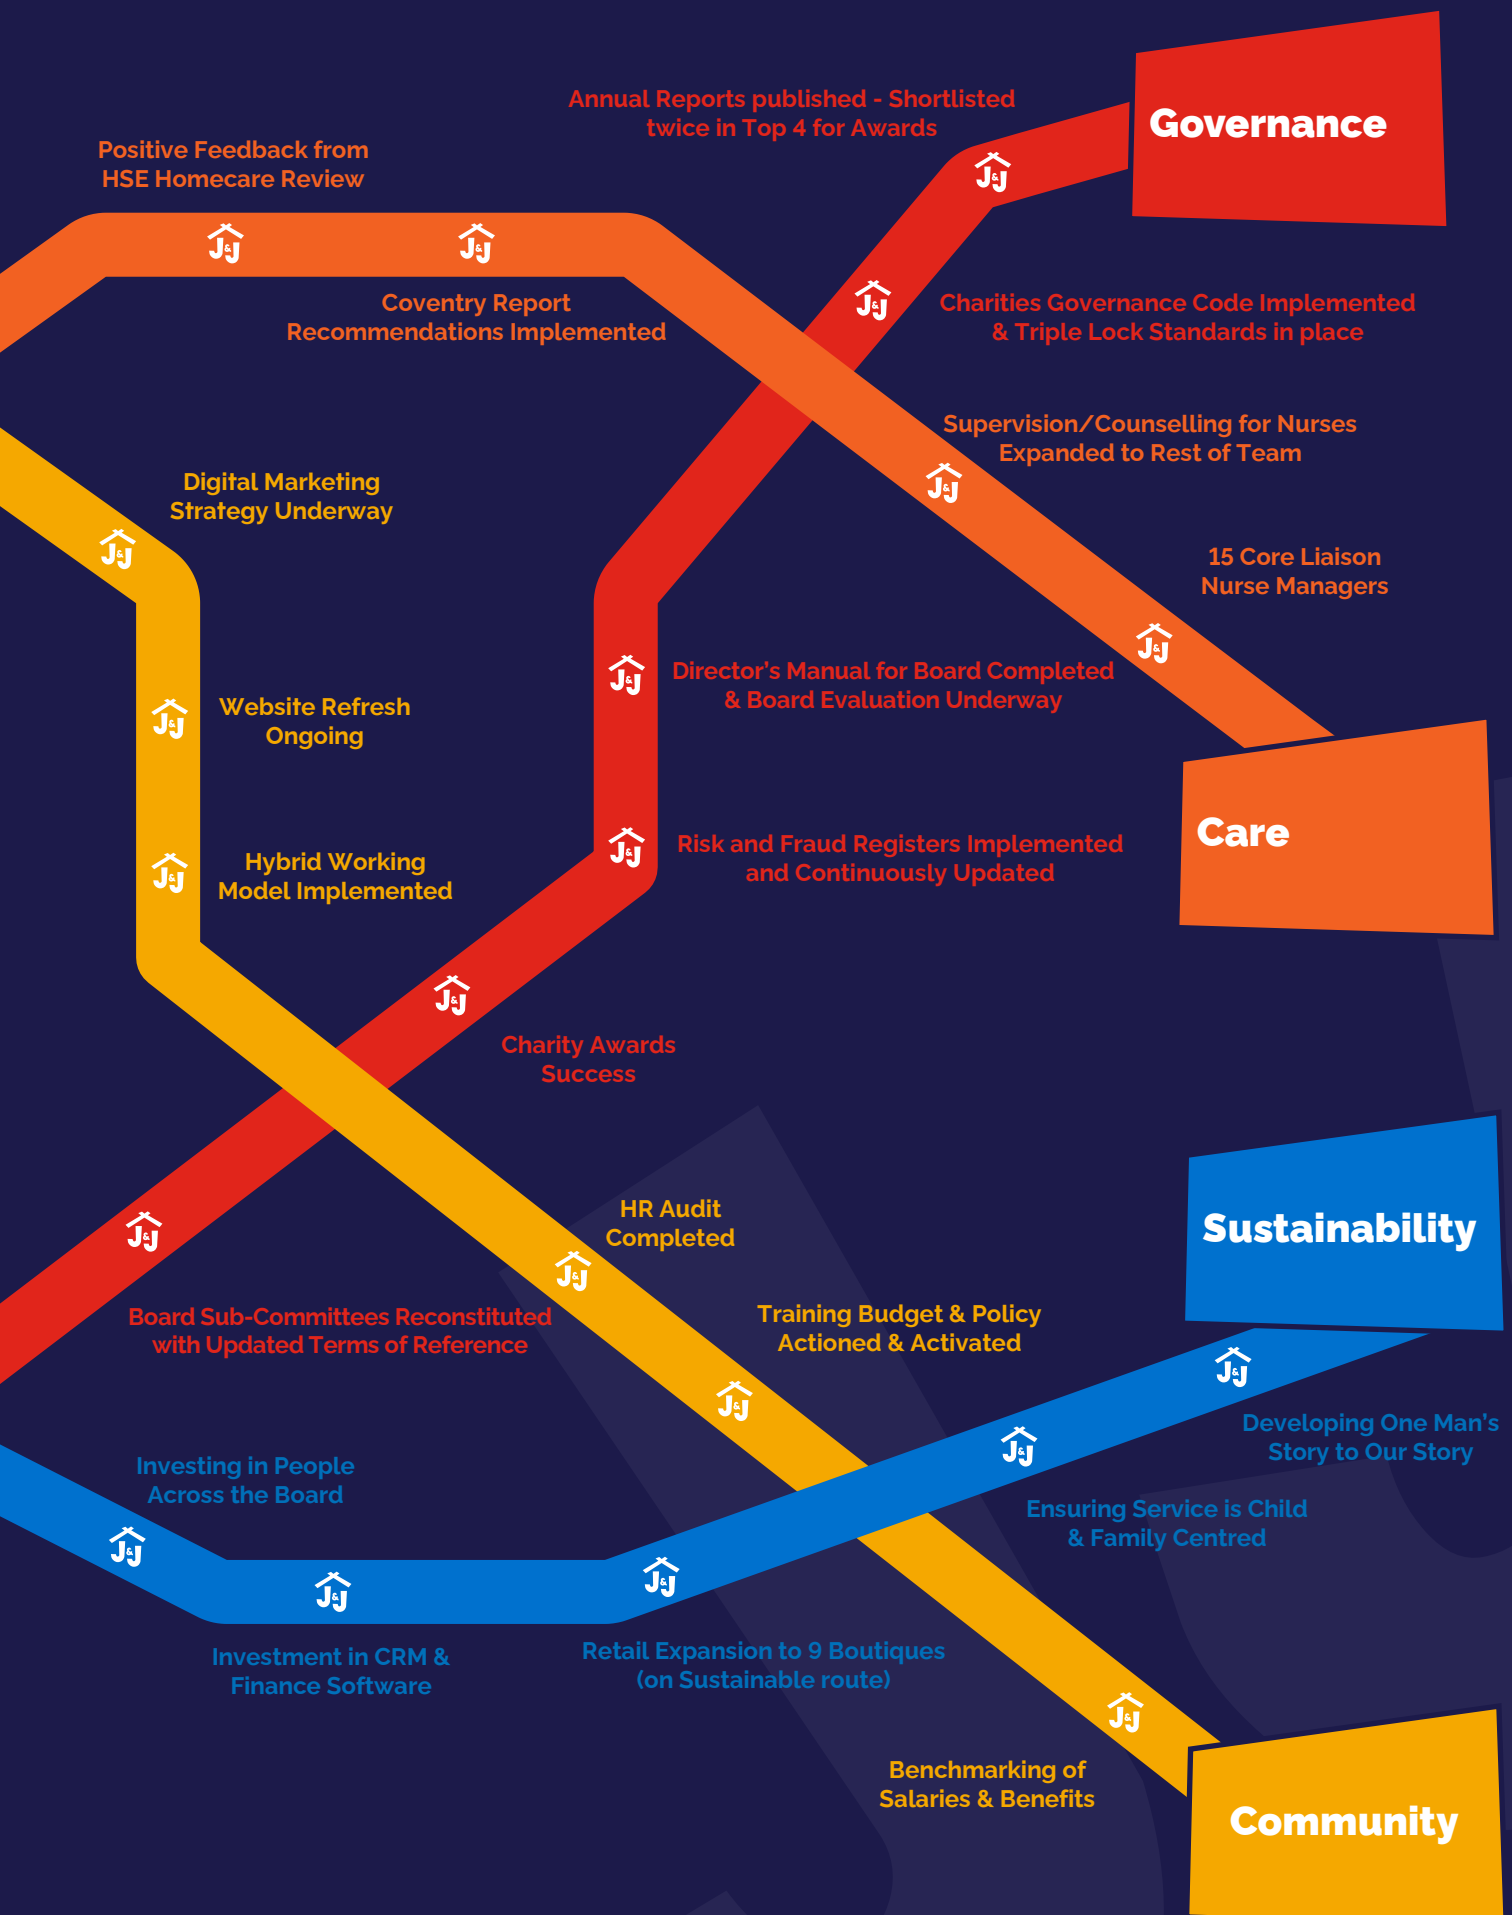 Annual Reports published - Shortlisted
twice in Top 4 for Awards
Governance
Positive Feedback from
HSE Homecare Review
J&J
J&J
J&J
Coventry Report
Recommendations Implemented
J&J
Charities Governance Code Implemented
& Triple Lock Standards in place
Supervision/Counselling for Nurses
Expanded to Rest of Team
J&J
Digital Marketing
Strategy Underway
J&J
15 Core Liaison
Nurse Managers
J&J
J&J
Director's Manual for Board Completed
& Board Evaluation Underway
J&J
Website Refresh
Ongoing
Care
J&J
Risk and Fraud Registers Implemented
and Continuously Updated
J&J
Hybrid Working
Model Implemented
J&J
Charity Awards
Success
HR Audit
Completed
J&J
Sustainability
J&J
Board Sub-Committees Reconstituted
with Updated Terms of Reference
Training Budget & Policy
Actioned & Activated
J&J
J&J
Developing One Man's
Story to Our Story
J&J
Investing in People
Across the Board
J&J
Ensuring Service is Child
& Family Centred
J&J
J&J
Investment in CRM &
Finance Software
Retail Expansion to 9 Boutiques
(on Sustainable route)
J&J
Benchmarking of
Salaries & Benefits
Community